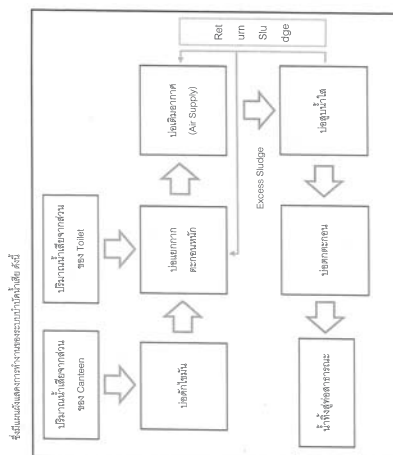 ซึ่งมีแผนผังแสดงการทำงานของระบบบำบัดน้ำเสีย ดังนี้
ปริมาณน้ำเสียจากส่วน
ของ Canteen
ปริมาณน้ำเสียจากส่วน
ของ Toilet
บ่อดักไขมัน
บ่อแยกกาก
ตะกอนหนัก
บ่อเติมอากาศ
(Air Supply)
Ret
urn
Slu
dge
Excess Sludge
น้ำทิ้งสู่ท่อสาธารณะ
บ่อตกตะกอน
บ่อสูบน้ำใส